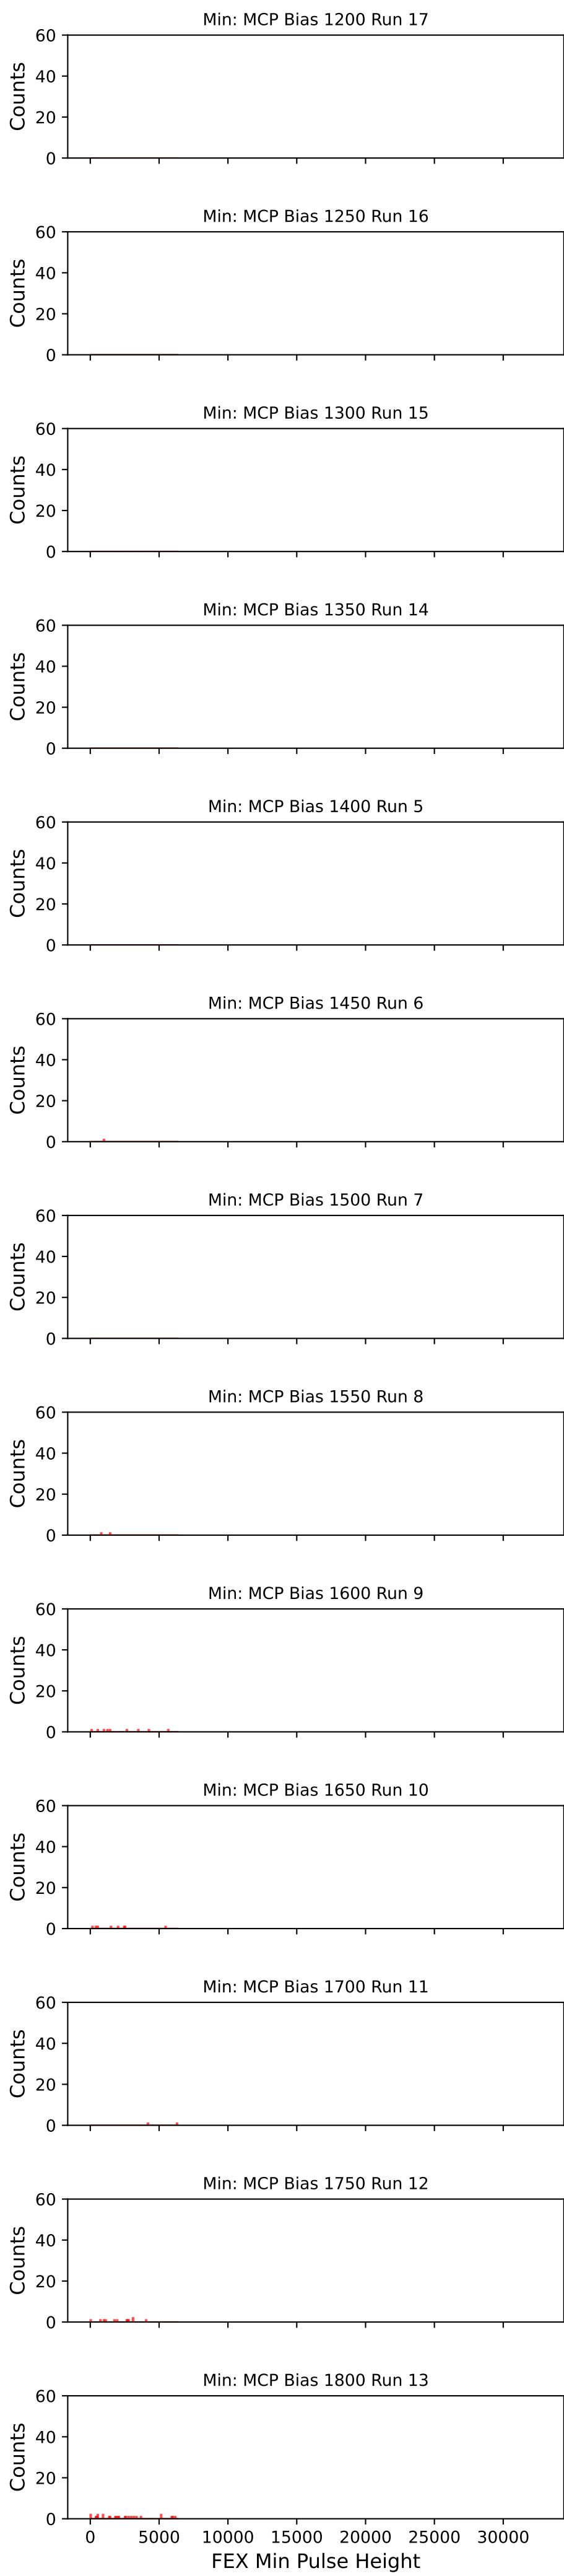 Min: MCP Bias 1200 Run 17
60
40
20
0
Counts
Min: MCP Bias 1250 Run 16
60
40
20
0
Counts
Min: MCP Bias 1300 Run 15
60
40
20
0
Counts
Min: MCP Bias 1350 Run 14
60
40
20
0
Counts
Min: MCP Bias 1400 Run 5
60
40
20
0
Counts
Min: MCP Bias 1450 Run 6
60
40
20
0
Counts
Min: MCP Bias 1500 Run 7
60
40
20
0
Counts
Min: MCP Bias 1550 Run 8
60
40
20
0
Counts
Min: MCP Bias 1600 Run 9
60
40
20
0
Counts
Min: MCP Bias 1650 Run 10
60
40
20
0
Counts
Min: MCP Bias 1700 Run 11
60
40
20
0
Counts
Min: MCP Bias 1750 Run 12
60
40
20
0
Counts
Min: MCP Bias 1800 Run 13
60
40
20
0
Counts
0 5000 10000 15000 20000 25000 30000
FEX Min Pulse Height